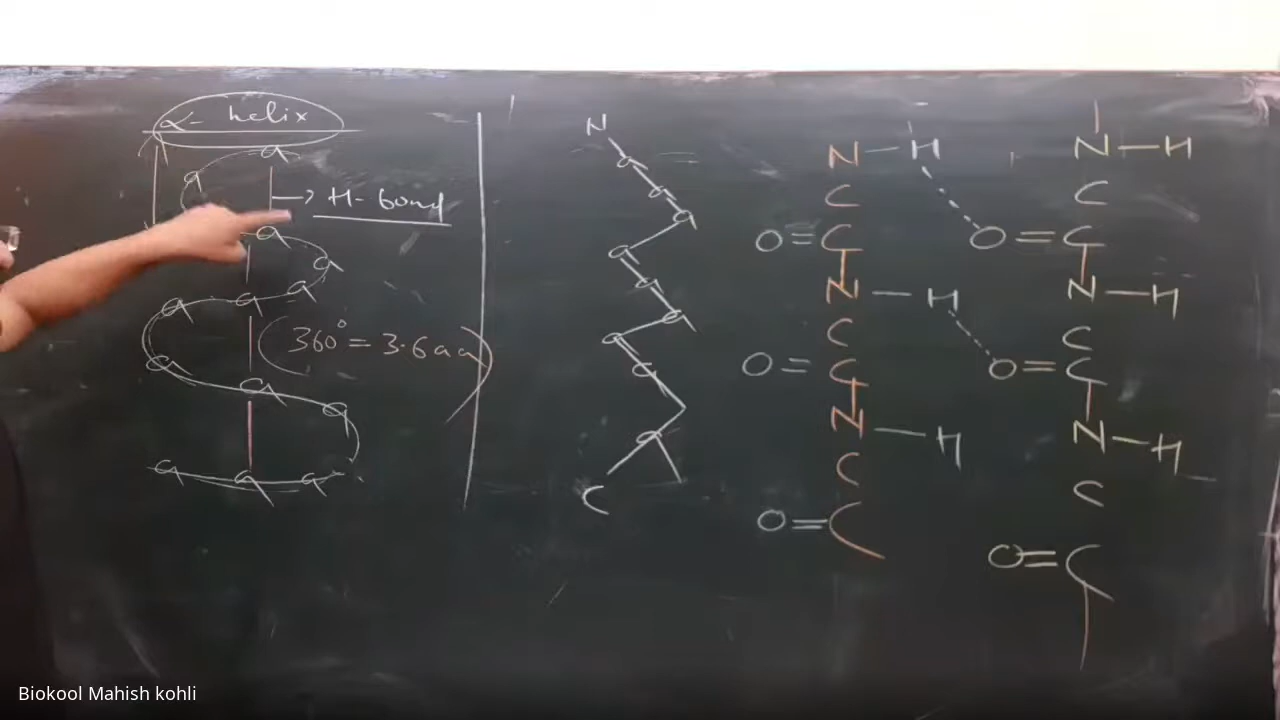 α- helix
a
a
→ H-bond
a
a
a
a
a
(360° = 3.6 aa)
a
a
a
a
a
a
N
a
a
a
a
a
a
a
a
a
C
N — H
C
O = C
N — H
C
O = C
N — H
C
O = C
N — H
C
O = C
N — H
C
O = C
N — H
C
O = C
Biokool Mahish kohli